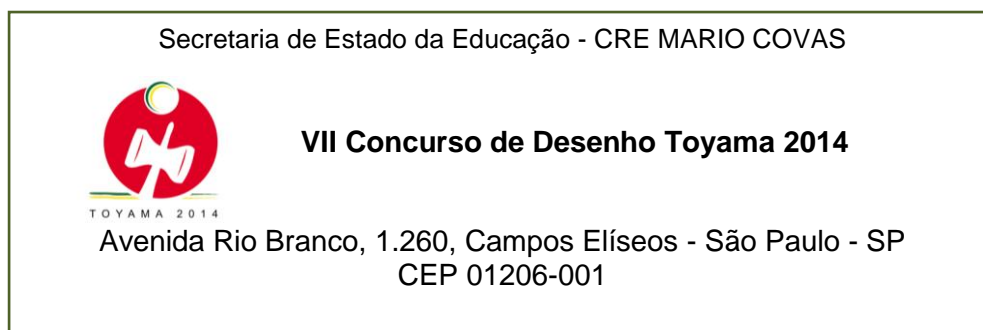 Secretaria de Estado da Educação - CRE MARIO COVAS
VII Concurso de Desenho Toyama 2014
TOYAMA 2014
Avenida Rio Branco, 1.260, Campos Elíseos - São Paulo - SP
CEP 01206-001